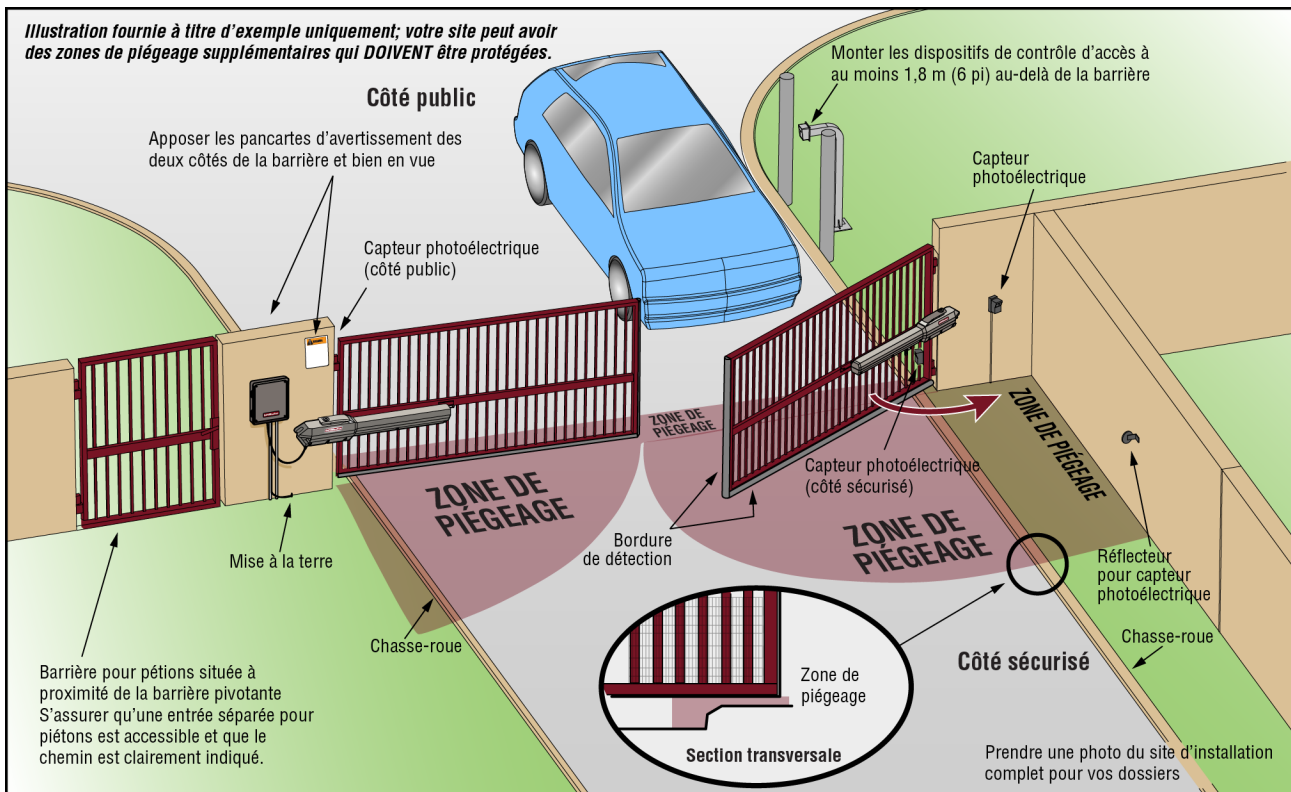 Illustration fournie à titre d'exemple uniquement; votre site peut avoir
des zones de piégeage supplémentaires qui DOIVENT être protégées.
Côté public
Monter les dispositifs de contrôle d'accès à
au moins 1,8 m (6 pi) au-delà de la barrière
Apposer les pancartes d'avertissement des
deux côtés de la barrière et bien en vue
Capteur
photoélectrique
Capteur photoélectrique
(côté public)
ZONE DE
PIÉGEAGE
ZONE DE PIÉGEAGE
Capteur photoélectrique
(côté sécurisé)
ZONE DE
PIÉGEAGE
ZONE DE
PIÉGEAGE
Bordure
de détection
Mise à la terre
Réflecteur
pour capteur
photoélectrique
Chasse-roue
Chasse-roue
Côté sécurisé
Barrière pour pétions située à
proximité de la barrière pivotante
S'assurer qu'une entrée séparée pour
piétons est accessible et que le
chemin est clairement indiqué.
Zone de
piégeage
Section transversale
Prendre une photo du site d'installation
complet pour vos dossiers